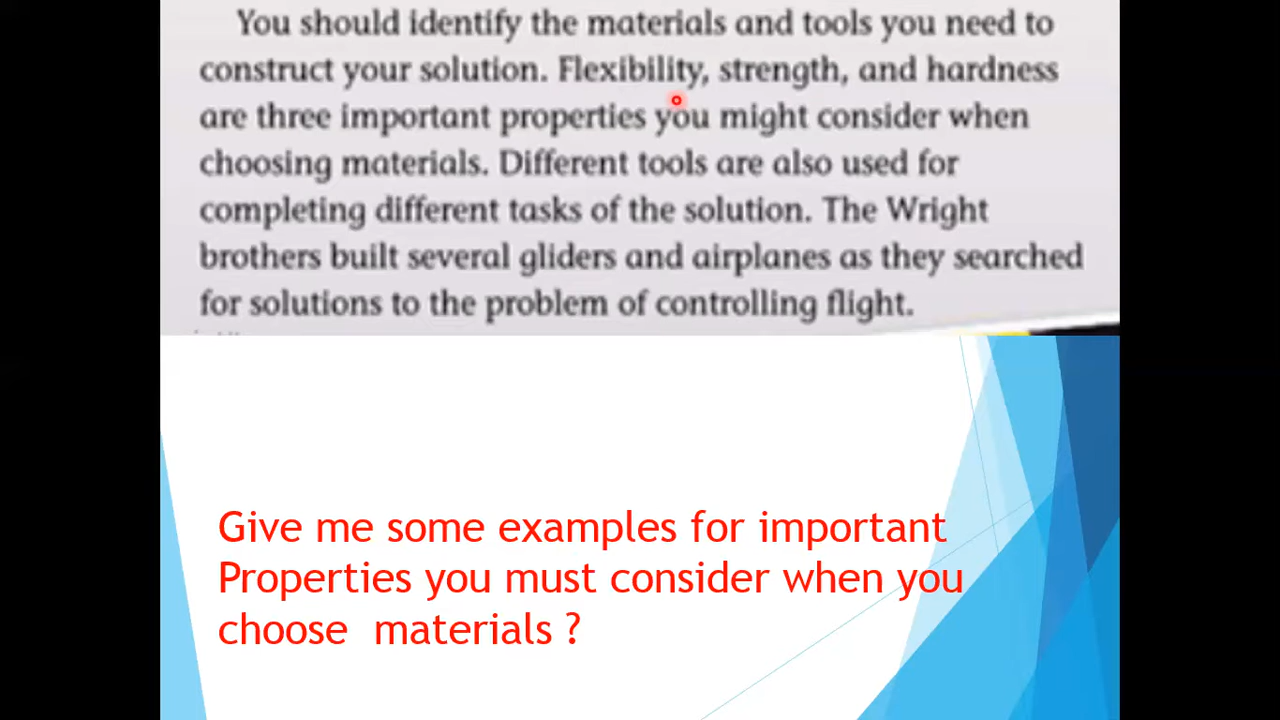 You should identify the materials and tools you need to
construct your solution. Flexibility, strength, and hardness
are three important properties you might consider when
choosing materials. Different tools are also used for
completing different tasks of the solution. The Wright
brothers built several gliders and airplanes as they searched
for solutions to the problem of controlling flight.
Give me some examples for important
Properties you must consider when you
choose materials ?